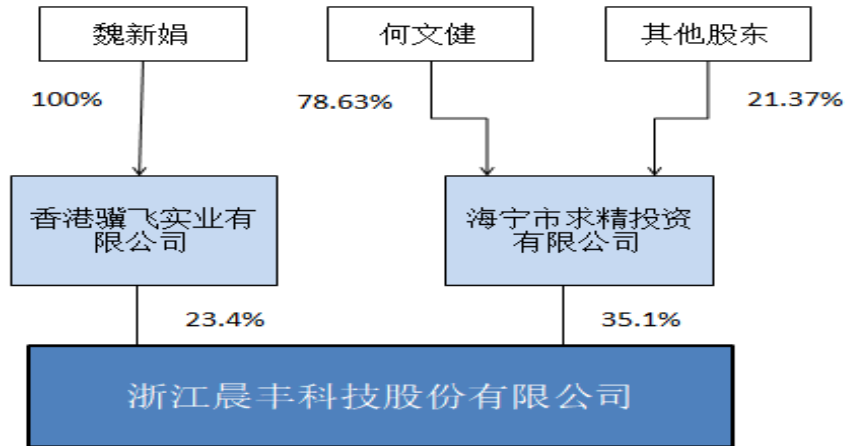 魏新娟
何文健
其他股东
100%
78.63%
21.37%
香港骥飞实业有
限公司
海宁市求精投资
有限公司
23.4%
35.1%
浙江晨丰科技股份有限公司